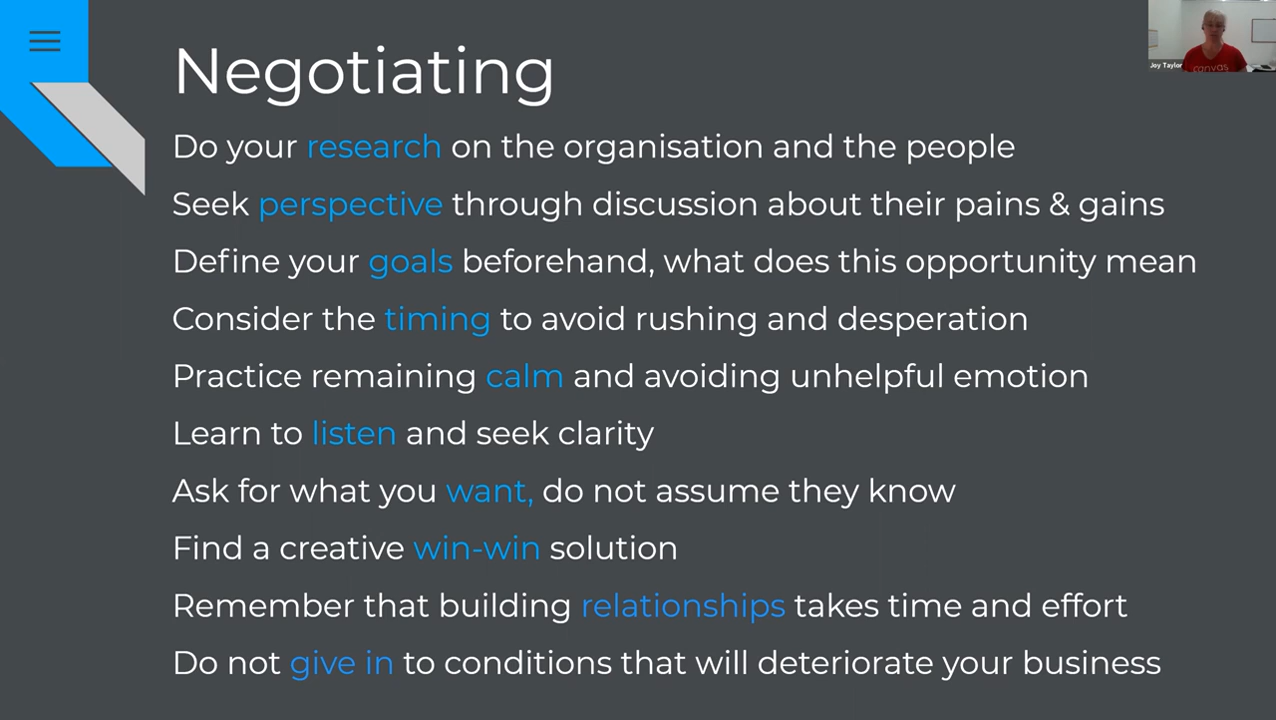 Negotiating
Do your research on the organisation and the people
Seek perspective through discussion about their pains & gains
Define your goals beforehand, what does this opportunity mean
Consider the timing to avoid rushing and desperation
Practice remaining calm and avoiding unhelpful emotion
Learn to listen and seek clarity
Ask for what you want, do not assume they know
Find a creative win-win solution
Remember that building relationships takes time and effort
Do not give in to conditions that will deteriorate your business
Joy Taylor
canvas